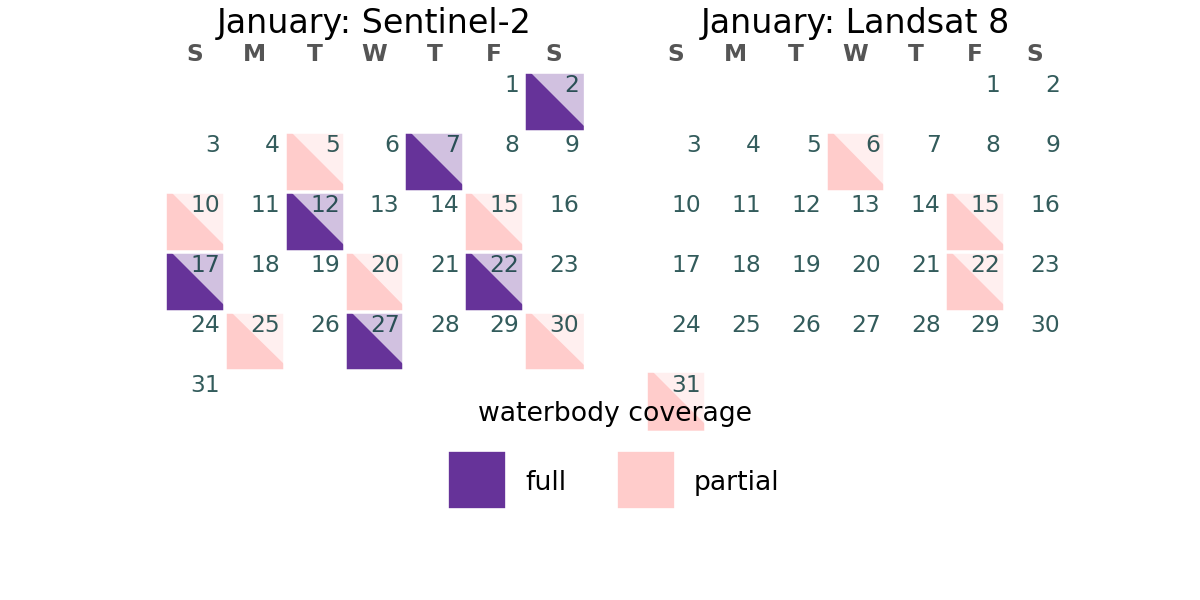 January: Sentinel-2
S M T W T F S
1 2
3 4 5 6 7 8 9
10 11 12 13 14 15 16
17 18 19 20 21 22 23
24 25 26 27 28 29 30
31
January: Landsat 8
S M T W T F S
1 2
3 4 5 6 7 8 9
10 11 12 13 14 15 16
17 18 19 20 21 22 23
24 25 26 27 28 29 30
31
waterbody coverage
full partial